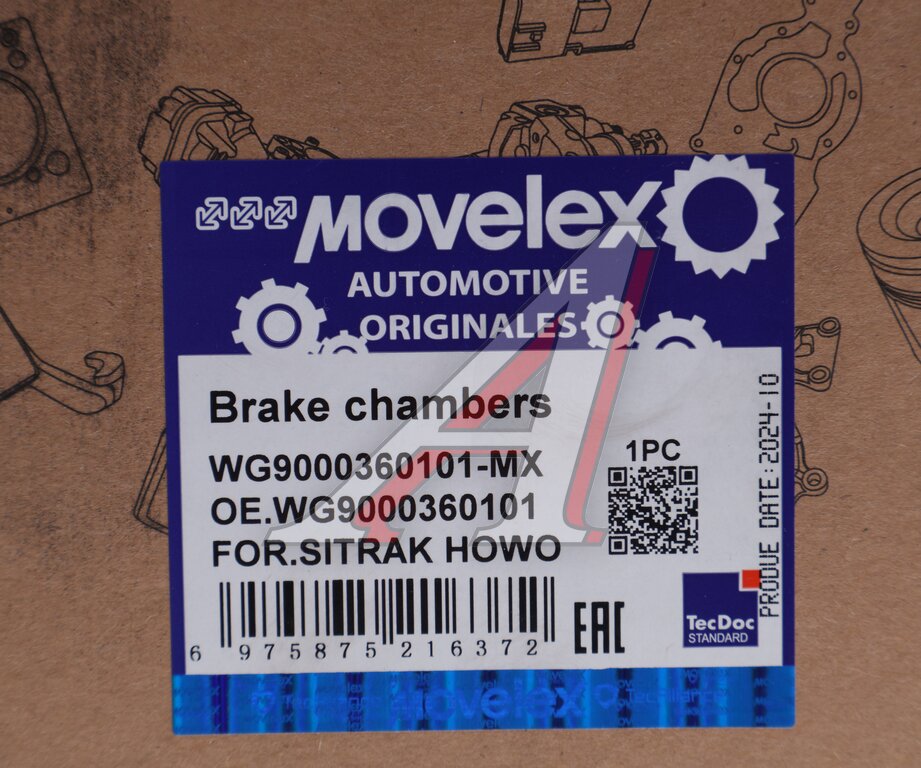 MOVELEX
AUTOMOTIVE
ORIGINALES
Brake chambers
WG9000360101-MX
OE.WG9000360101
FOR.SITRAK HOWO
1PC
PRODUE DATE:2024-10
6 975875 216372
EAC
TecDoc
STANDARD
MOVELEX